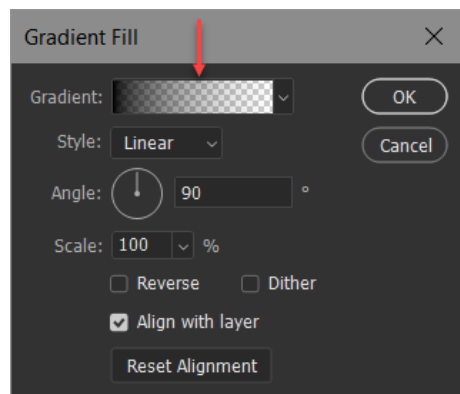 Gradient Fill
Gradient:
OK
Style: Linear
Cancel
Angle: 90 °
Scale: 100 %
Reverse Dither
Align with layer
Reset Alignment